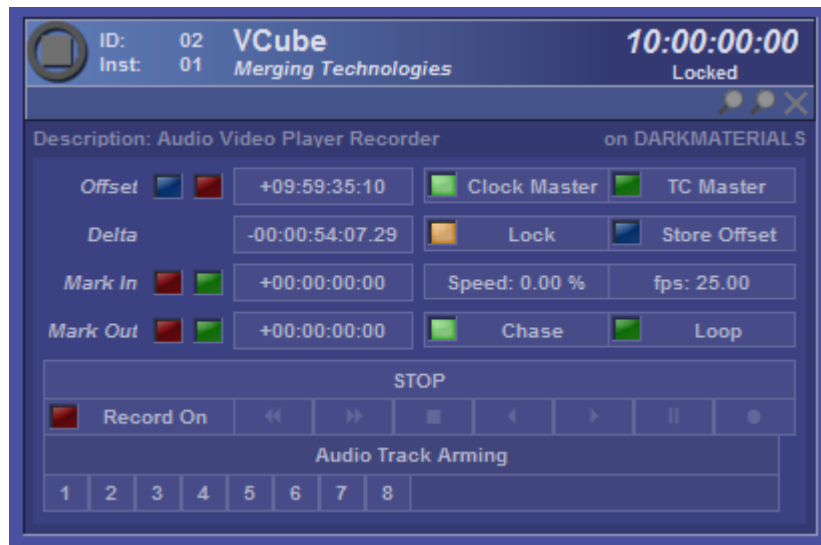 ID: 02 VCube 10:00:00:00
Inst: 01 Merging Technologies Locked
Description: Audio Video Player Recorder on DARKMATERIALS
Offset +09:59:35:10 Clock Master TC Master
Delta -00:00:54:07.29 Lock Store Offset
Mark In +00:00:00:00 Speed: 0.00 % fps: 25.00
Mark Out +00:00:00:00 Chase Loop
STOP
Record On
Audio Track Arming
1 2 3 4 5 6 7 8